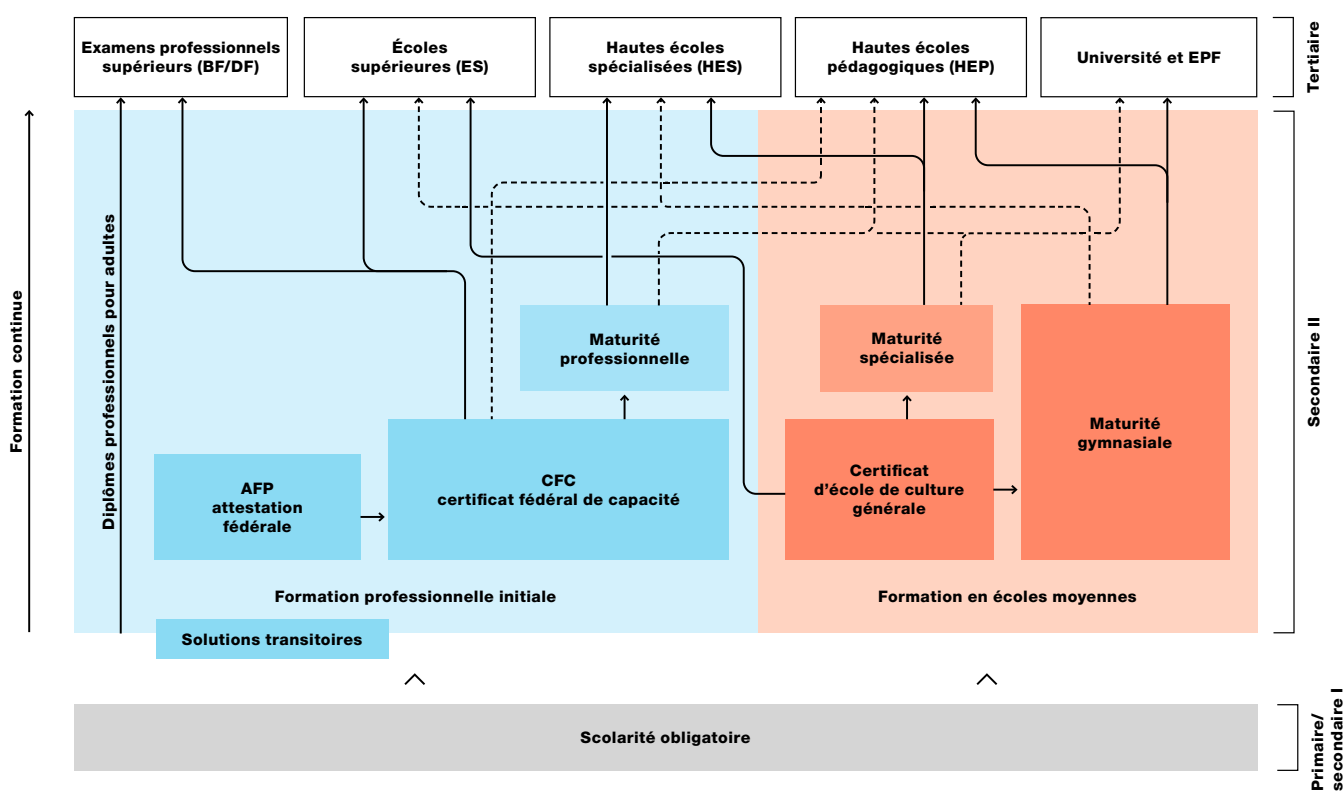 Examens professionnels
supérieurs (BF/DF)
Écoles
supérieures (ES)
Hautes écoles
spécialisées (HES)
Hautes écoles
pédagogiques (HEP)
Université et EPF
Tertiaire
Formation continue
Diplômes professionnels pour adultes
Maturité
professionnelle
Maturité
spécialisée
Maturité
gymnasiale
Secondaire II
AFP
attestation
fédérale
CFC
certificat fédéral de capacité
Certificat
d’école de culture
générale
Formation professionnelle initiale
Formation en écoles moyennes
Solutions transitoires
Scolarité obligatoire
Primaire/
secondaire I